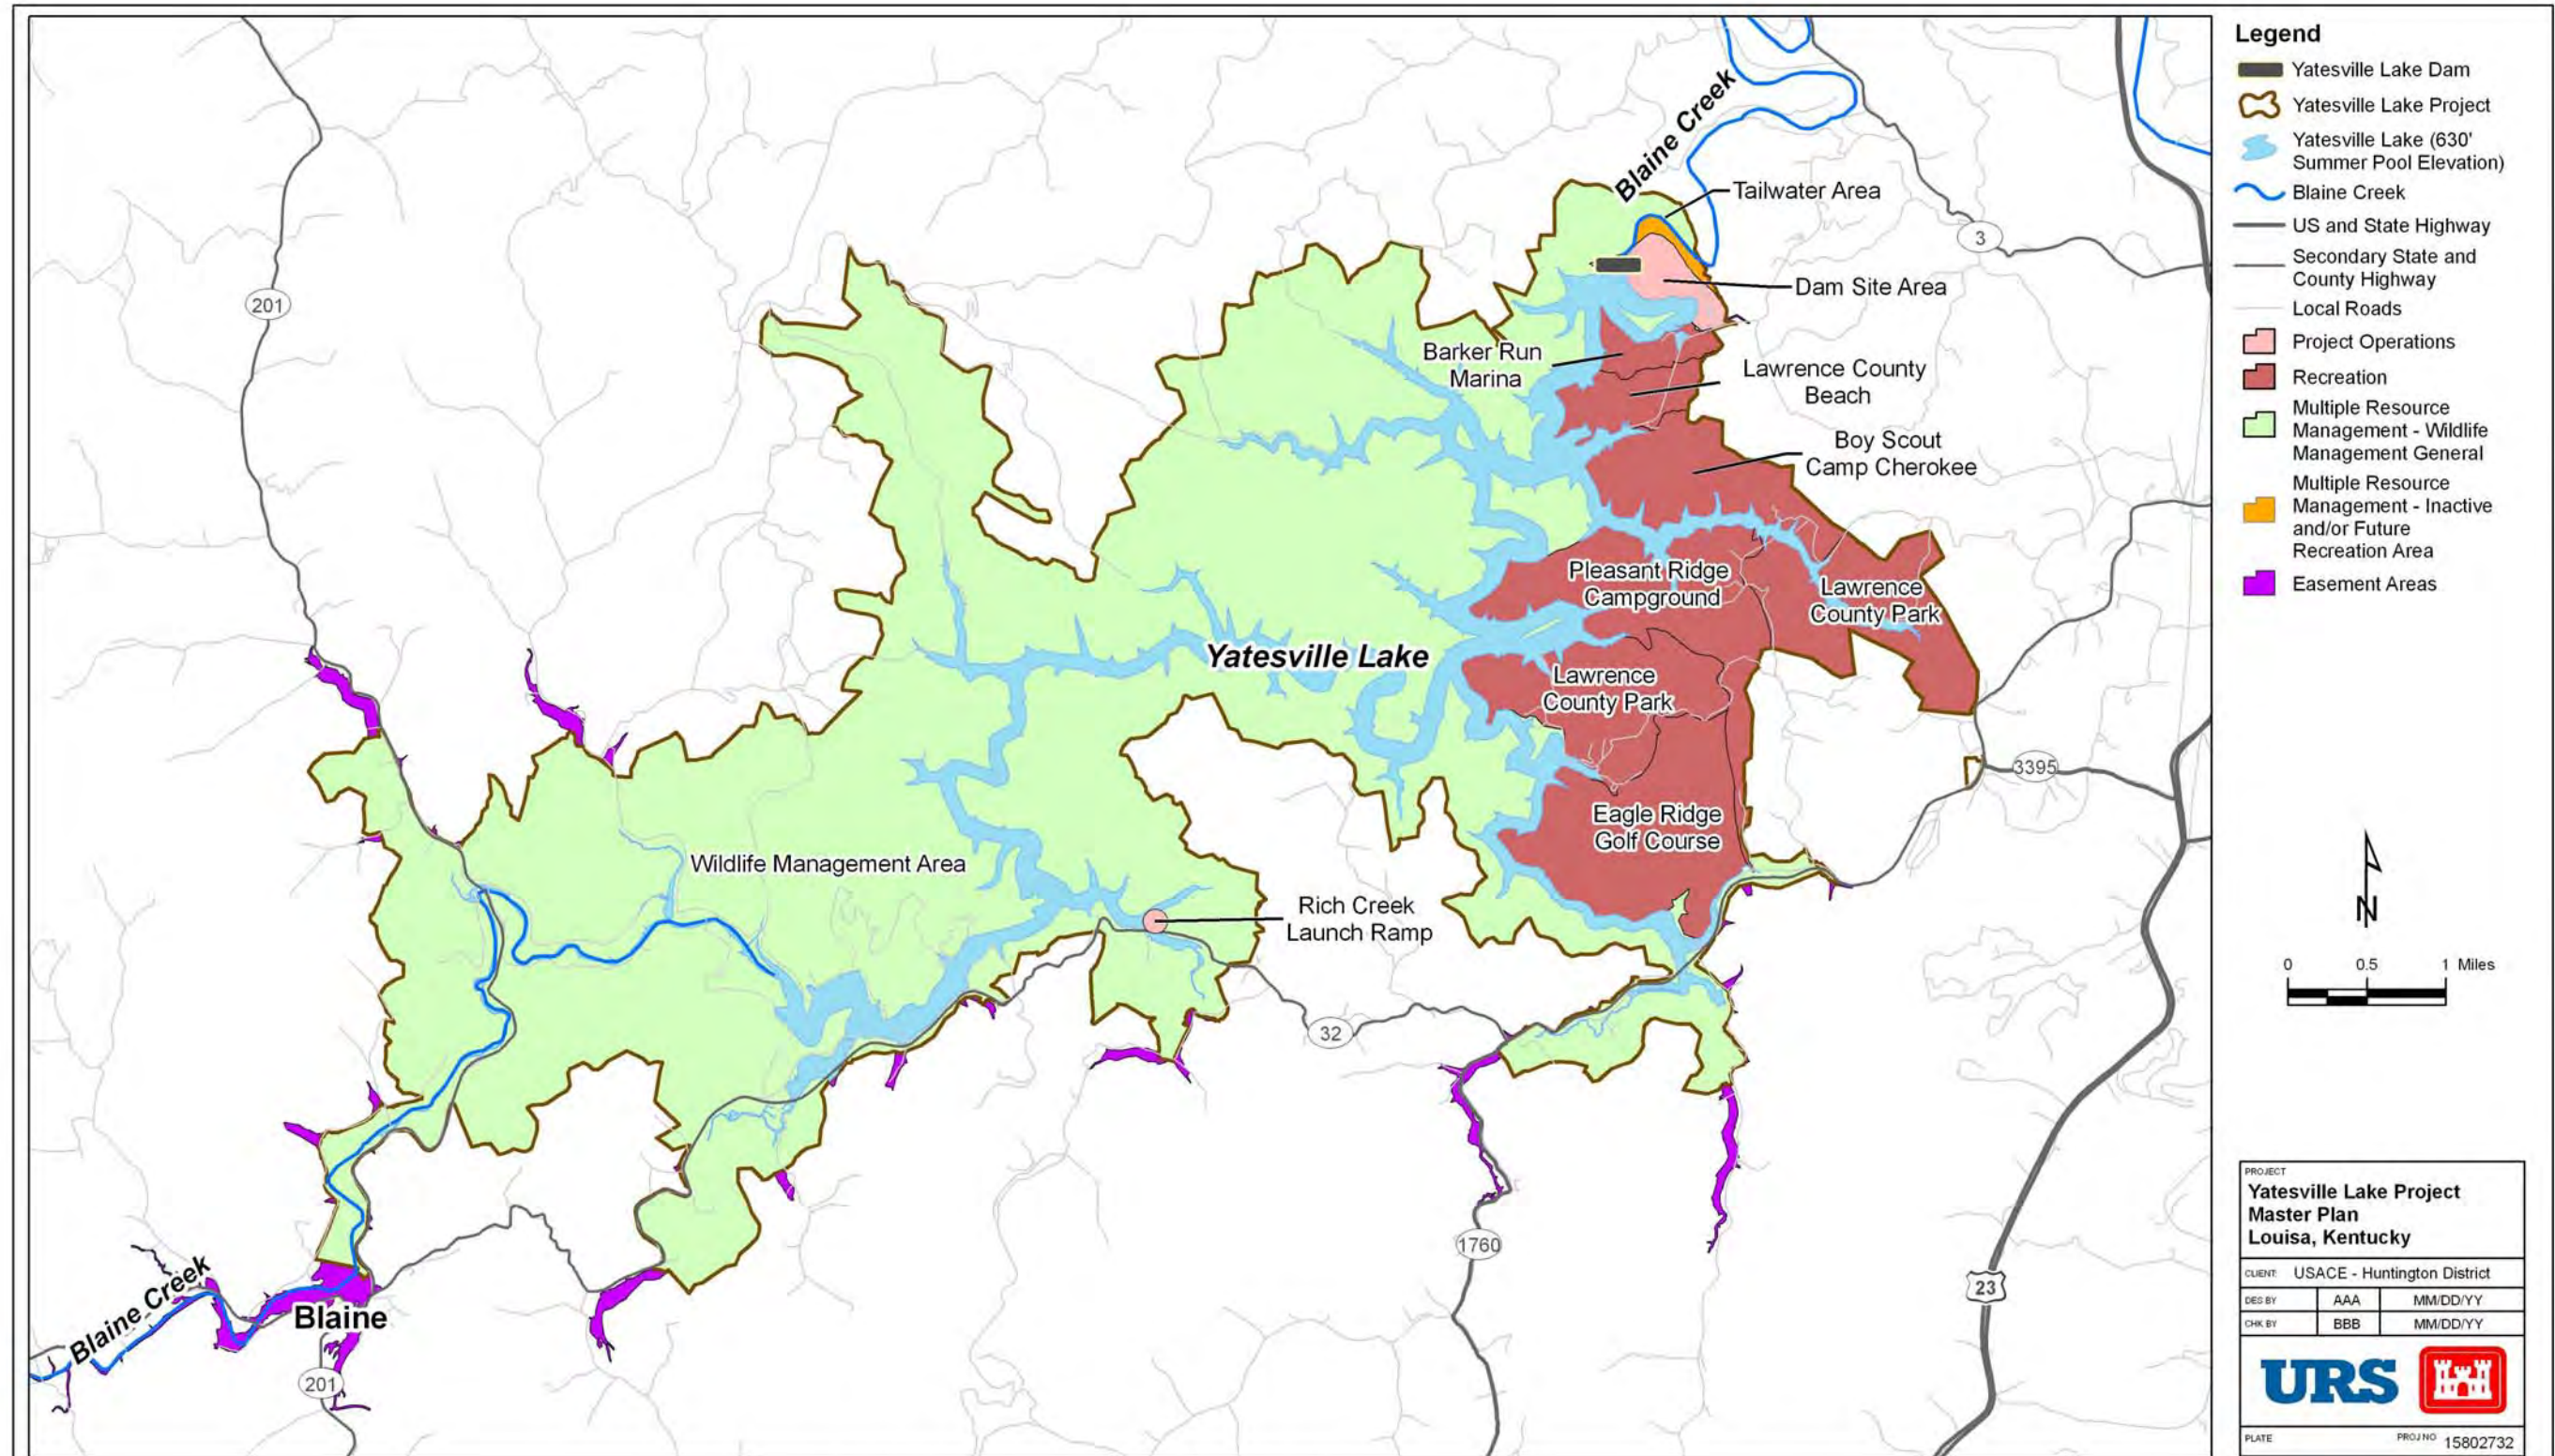 Blaine Creek
Tailwater Area
3
Dam Site Area
201
Barker Run
Marina
Lawrence County
Beach
Boy Scout
Camp Cherokee
Pleasant Ridge
Campground
Lawrence
County Park
Yatesville Lake
Lawrence
County Park
3395
Eagle Ridge
Golf Course
Wildlife Management Area
Rich Creek
Launch Ramp
32
1760
23
Blaine Creek
Blaine
201
Legend
Yatesville Lake Dam
Yatesville Lake Project
Yatesville Lake (630'
Summer Pool Elevation)
Blaine Creek
US and State Highway
Secondary State and
County Highway
Local Roads
Project Operations
Recreation
Multiple Resource
Management - Wildlife
Management General
Multiple Resource
Management - Inactive
and/or Future
Recreation Area
Easement Areas
N
0 0.5 1 Miles
PROJECT
Yatesville Lake Project
Master Plan
Louisa, Kentucky
CLIENT: USACE - Huntington District
DES BY AAA MM/DD/YY
CHK BY BBB MM/DD/YY
URS
PLATE PROJ NO 15802732